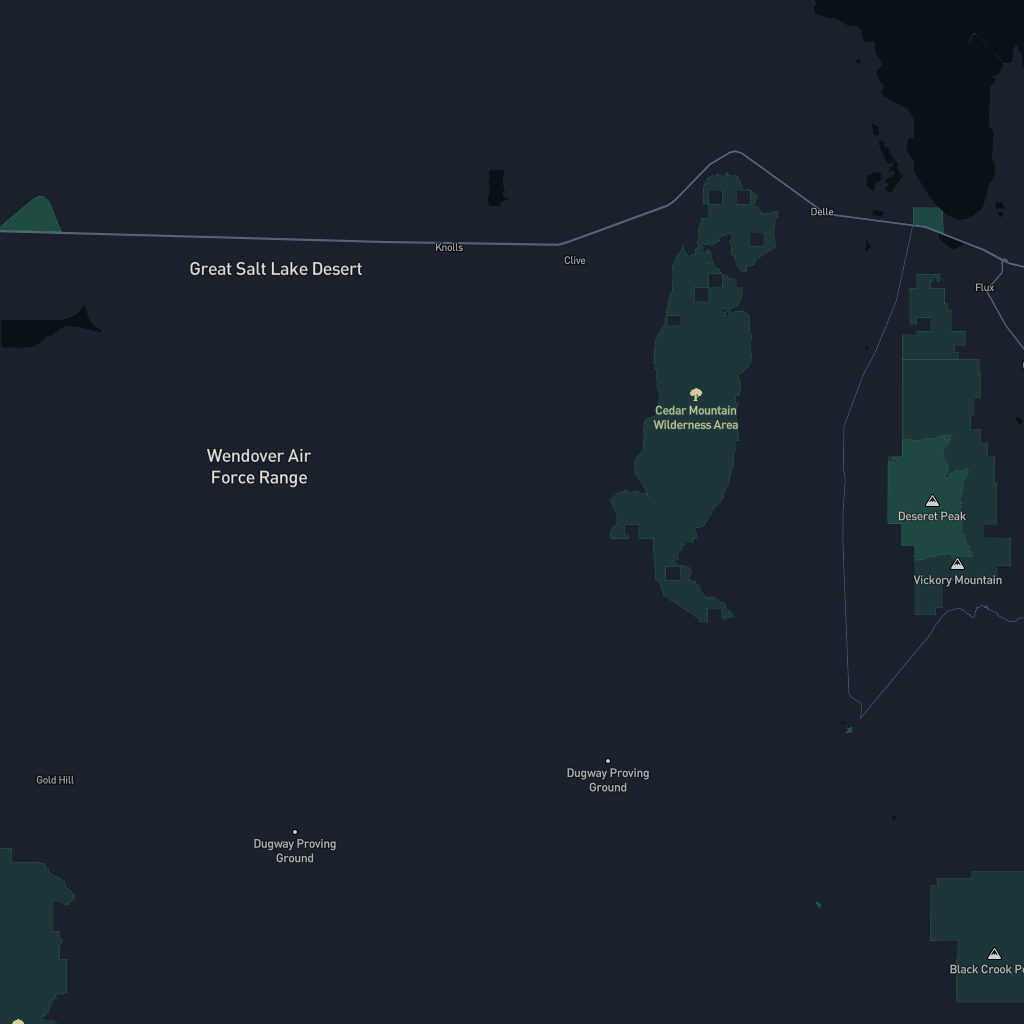 Delle
Knolls
Clive
Great Salt Lake Desert
Flux
Cedar Mountain
Wilderness Area
Wendover Air
Force Range
Deseret Peak
Vickory Mountain
Dugway Proving
Ground
Gold Hill
Dugway Proving
Ground
Black Crook Pe